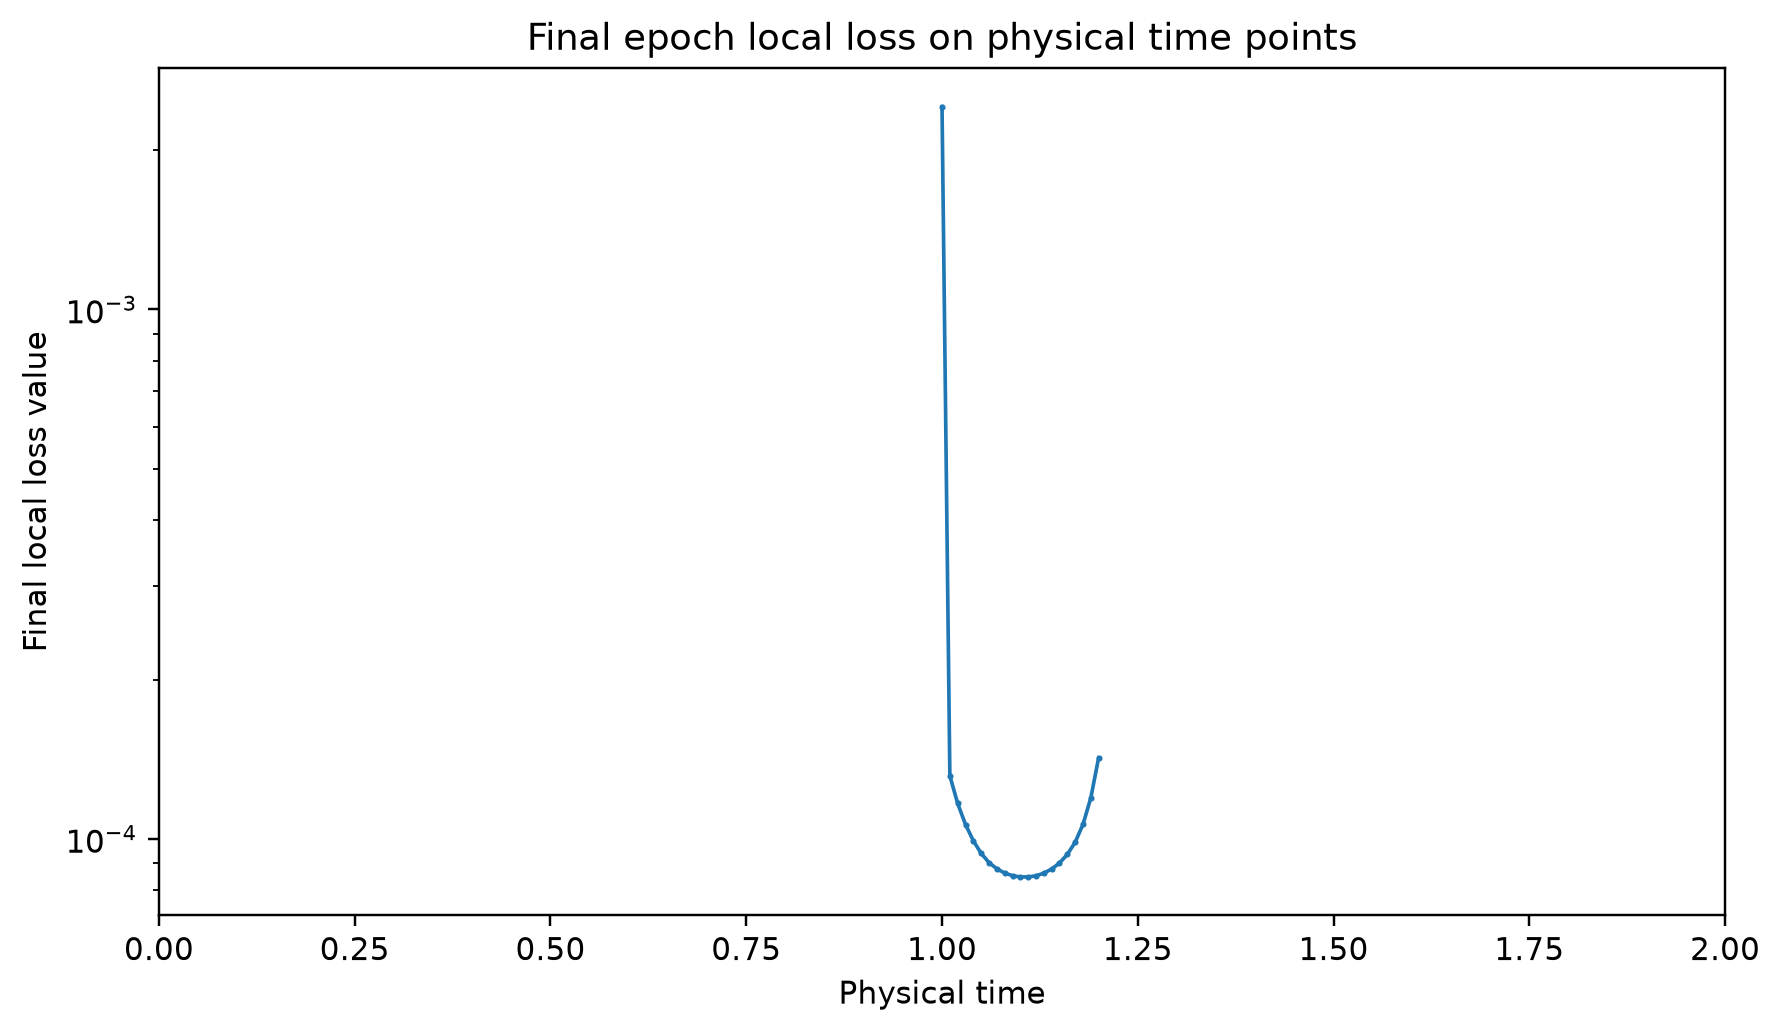 Final epoch local loss on physical time points
Final local loss value
10⁻³
10⁻⁴
0.00 0.25 0.50 0.75 1.00 1.25 1.50 1.75 2.00
Physical time